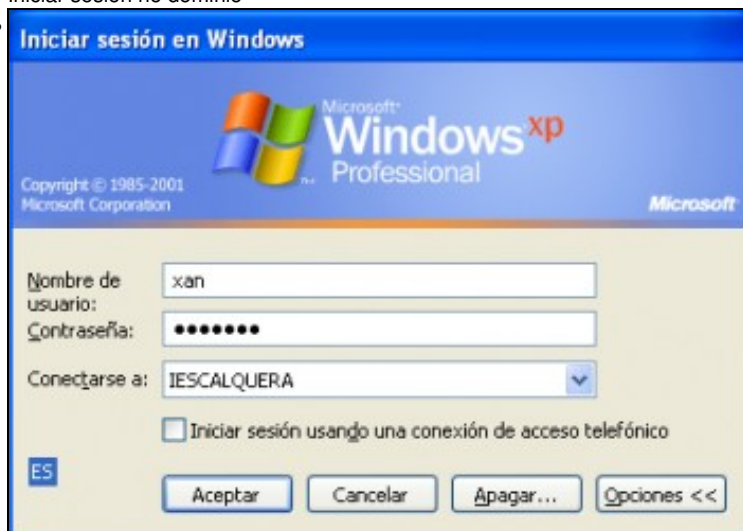 Iniciar sesión no dominio
Iniciar sesión en Windows
Microsoft®
Windows xp
Professional
Copyright © 1985-2001
Microsoft Corporation
Microsoft
Nombre de usuario:
xan
Contraseña:
•••••••
Conectarse a:
IESCALQUERA
Iniciar sesión usando una conexión de acceso telefónico
ES
Aceptar
Cancelar
Apagar...
Opciones <<